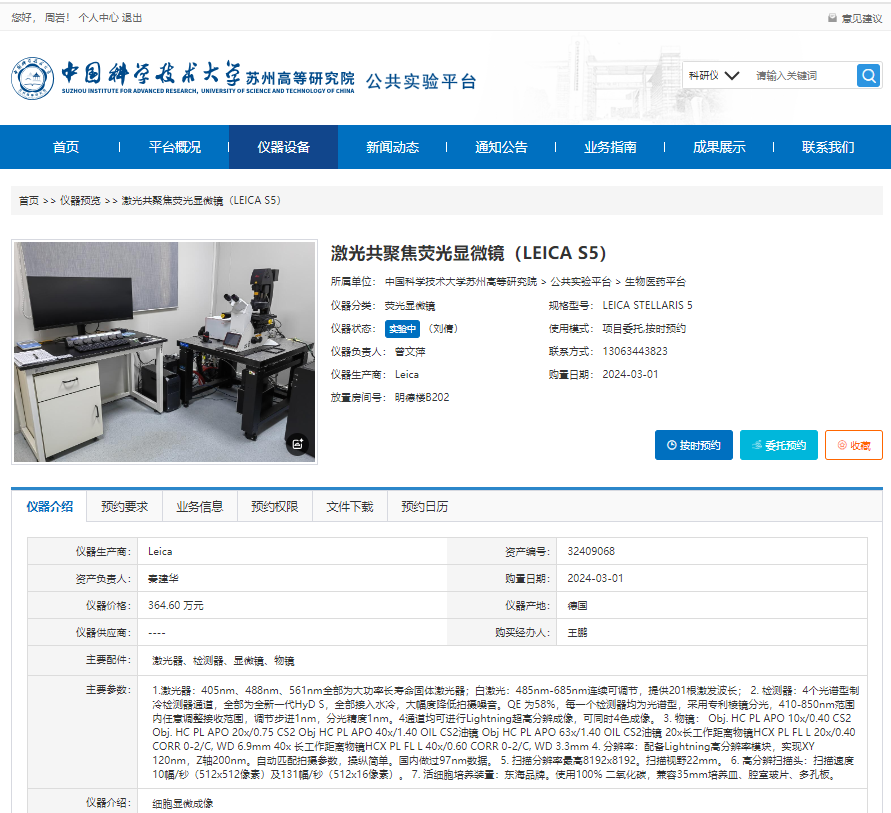 您好， 周岩！ 个人中心 退出
意见建议
中国科学技术大学 苏州高等研究院 公共实验平台
SUZHOU INSTITUTE FOR ADVANCED RESEARCH, UNIVERSITY OF SCIENCE AND TECHNOLOGY OF CHINA
科研仪 请输入关键词
首页 平台概况 仪器设备 新闻动态 通知公告 业务指南 成果展示 联系我们
首页 >> 仪器预览 >> 激光共聚焦荧光显微镜（LEICA S5）
激光共聚焦荧光显微镜（LEICA S5）
所属单位： 中国科学技术大学苏州高等研究院 > 公共实验平台 > 生物医药平台
仪器分类： 荧光显微镜 规格型号： LEICA STELLARIS 5
仪器状态： 实验中 （刘倩） 使用模式： 项目委托,按时预约
仪器负责人： 曾文萍 联系方式： 13063443823
仪器生产商： Leica 购置日期： 2024-03-01
放置房间号： 明德楼B202
按时预约 委托预约 收藏
仪器介绍 预约要求 业务信息 预约权限 文件下载 预约日历
仪器生产商： Leica 资产编号： 32409068
资产负责人： 秦建华 购置日期： 2024-03-01
仪器价格： 364.60 万元 仪器产地： 德国
仪器供应商： ---- 购买经办人： 王鹏
主要配件： 激光器、检测器、显微镜、物镜
主要参数： 1.激光器：405nm、488nm、561nm全部为大功率长寿命固体激光器；白激光：485nm-685nm连续可调节，提供201根激发波长； 2. 检测器：4个光谱型制
冷检测器通道，全部为全新一代HyD S，全部接入水冷，大幅度降低拍摄噪音。QE 为58%，每一个检测器均为光谱型，采用专利棱镜分光，410-850nm范围
内任意调整接收范围，调节步进1nm，分光精度1nm。4通道均可进行Lightning超高分辨成像，可同时4色成像。 3. 物镜： Obj. HC PL APO 10x/0.40 CS2
Obj. HC PL APO 20x/0.75 CS2 Obj HC PL APO 40x/1.40 OIL CS2油镜 Obj HC PL APO 63x/1.40 OIL CS2油镜 20x长工作距离物镜HCX PL FL L 20x/0.40
CORR 0-2/C, WD 6.9mm 40x 长工作距离物镜HCX PL FL L 40x/0.60 CORR 0-2/C, WD 3.3mm 4. 分辨率：配备Lightning高分辨率模块，实现XY
120nm，Z轴200nm。自动匹配拍摄参数，操纵简单。国内做过97nm数据。 5. 扫描分辨率最高8192x8192。扫描视野22mm。 6. 高分辨扫描头：扫描速度
10幅/秒（512x512像素）及131幅/秒（512x16像素）。 7. 活细胞培养装置：东海品牌。使用100% 二氧化碳，兼容35mm培养皿、腔室玻片、多孔板。
仪器介绍： 细胞显微成像